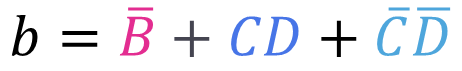 b = B̅ + CD + C̅D̅